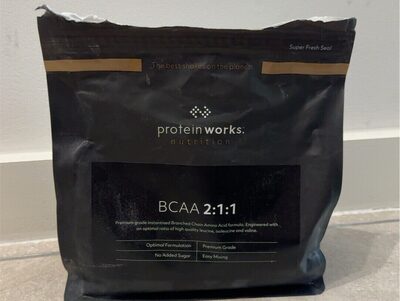 Super Fresh Seal
The best shakes on the planet
protein works.
nutrition
BCAA 2:1:1
Premium grade instantised Branched Chain Amino Acid formula. Engineered with
an optimal ratio of high quality leucine, isoleucine and valine.
Optimal Formulation Premium Grade
No Added Sugar Easy Mixing